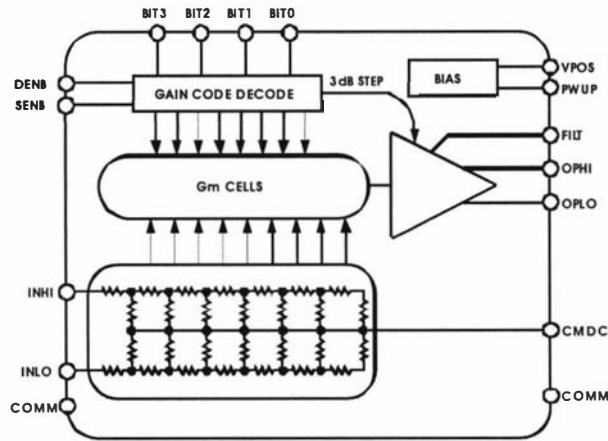 BIT3 BIT2 BIT1 BIT0
DENB
SENB
GAIN CODE DECODE
3dB STEP
BIAS
VPOS
PWUP
FILT
OPHI
OPLO
Gm CELLS
INHI
INLO
COMM
CMDC
COMM